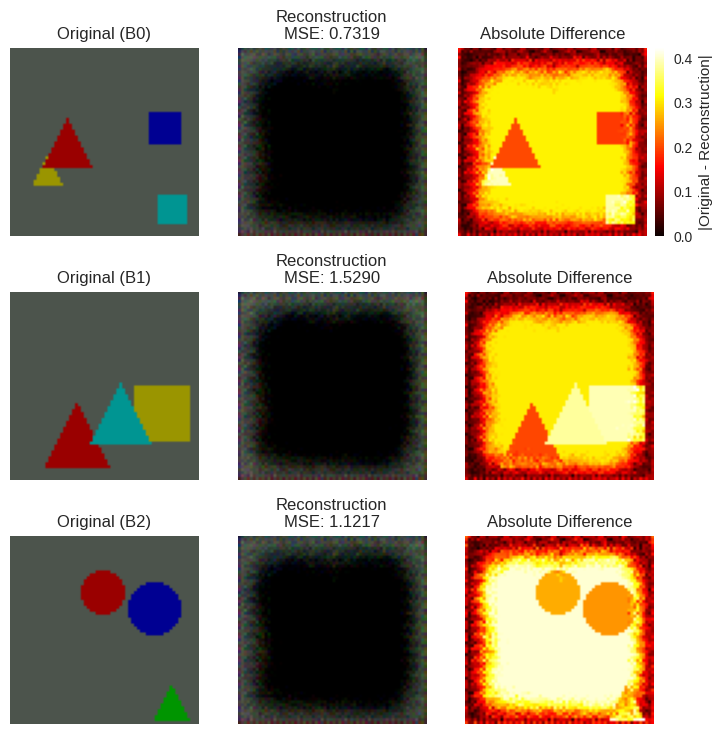 Original (B0)
Reconstruction
MSE: 0.7319
Absolute Difference
0.4
0.3
0.2
0.1
0.0
|Original - Reconstruction|
Original (B1)
Reconstruction
MSE: 1.5290
Absolute Difference
Original (B2)
Reconstruction
MSE: 1.1217
Absolute Difference